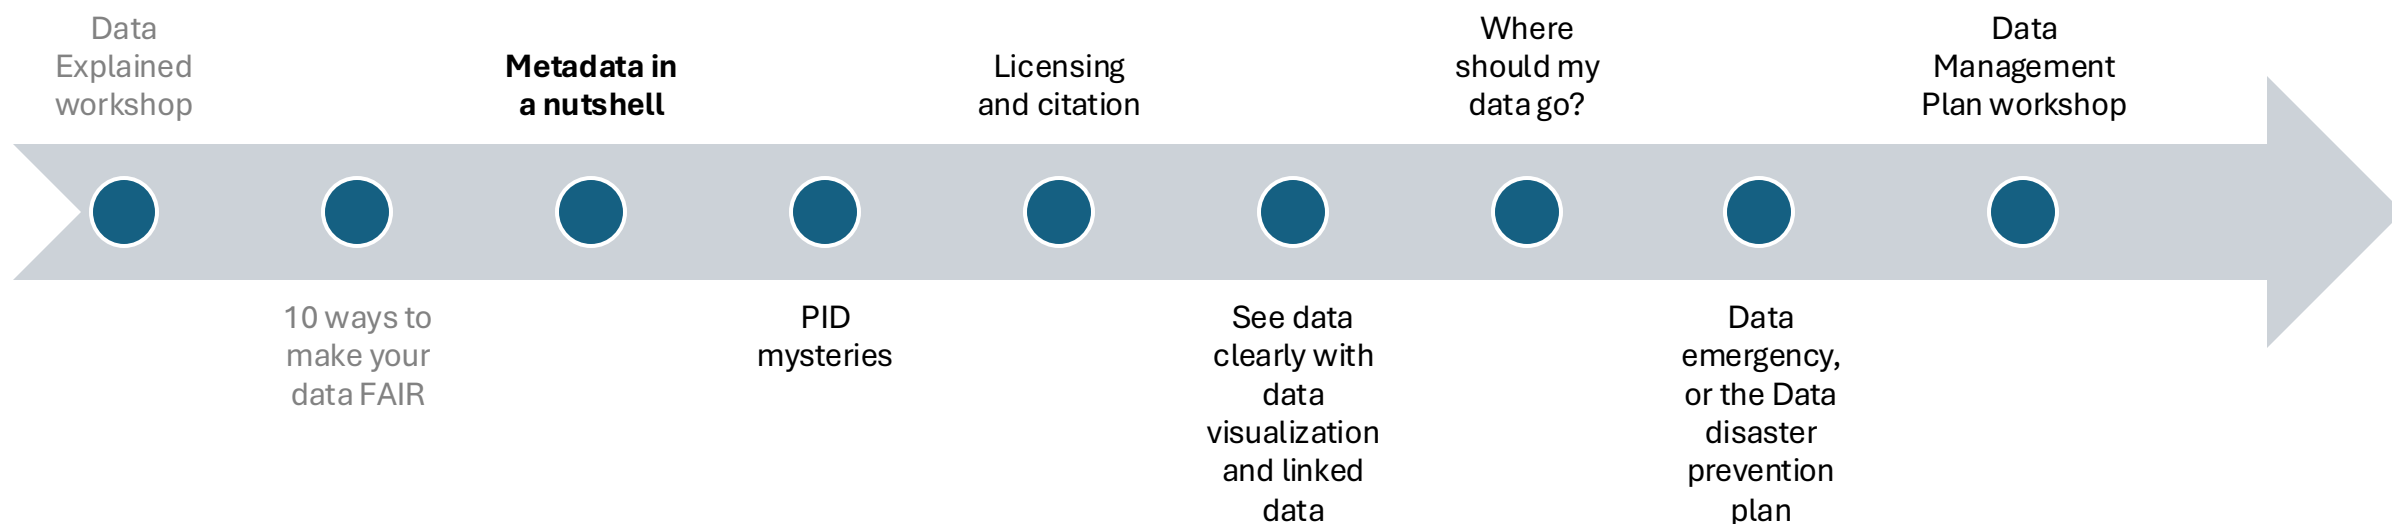 Data
Explained
workshop
10 ways to
make your
data FAIR
Metadata in
a nutshell
PID
mysteries
Licensing
and citation
See data
clearly with
data
visualization
and linked
data
Where
should my
data go?
Data
emergency,
or the Data
disaster
prevention
plan
Data
Management
Plan workshop